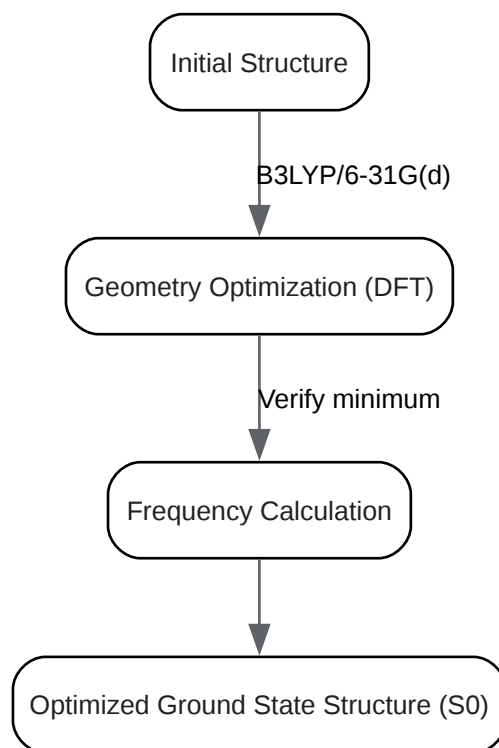 Initial Structure
B3LYP/6-31G(d)
Geometry Optimization (DFT)
Verify minimum
Frequency Calculation
Optimized Ground State Structure (S0)